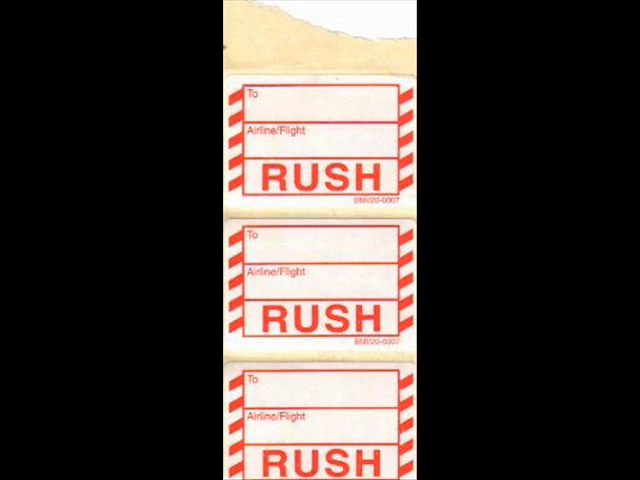 To
Airline/Flight
RUSH
BMI/20-0007
To
Airline/Flight
RUSH
BMI/20-0007
To
Airline/Flight
RUSH